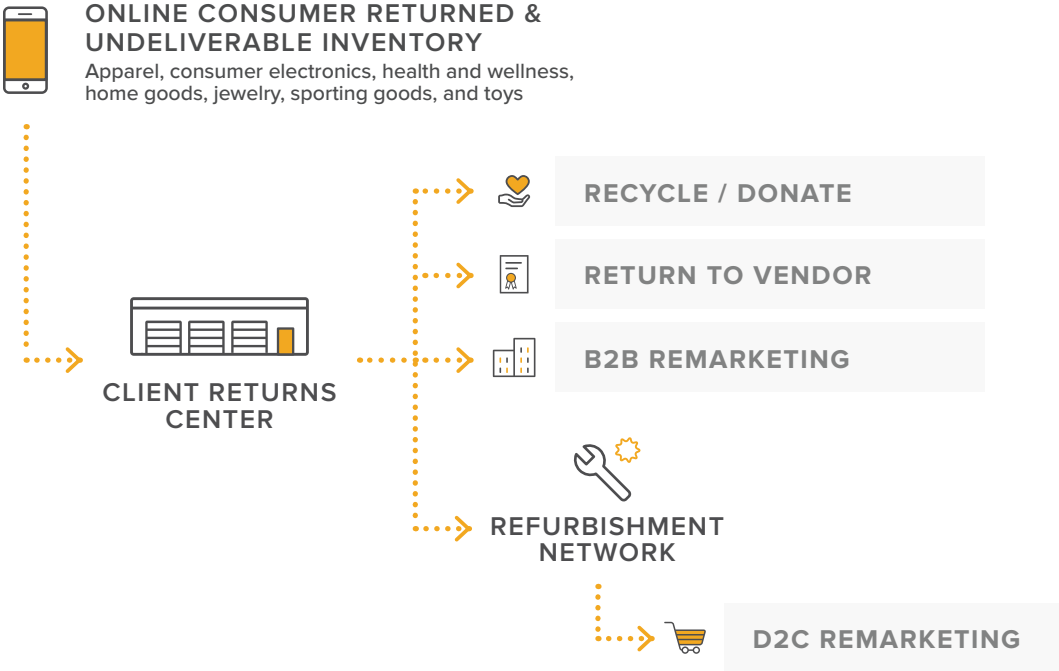 ONLINE CONSUMER RETURNED &
UNDELIVERABLE INVENTORY
Apparel, consumer electronics, health and wellness,
home goods, jewelry, sporting goods, and toys
RECYCLE / DONATE
RETURN TO VENDOR
B2B REMARKETING
CLIENT RETURNS
CENTER
REFURBISHMENT
NETWORK
D2C REMARKETING